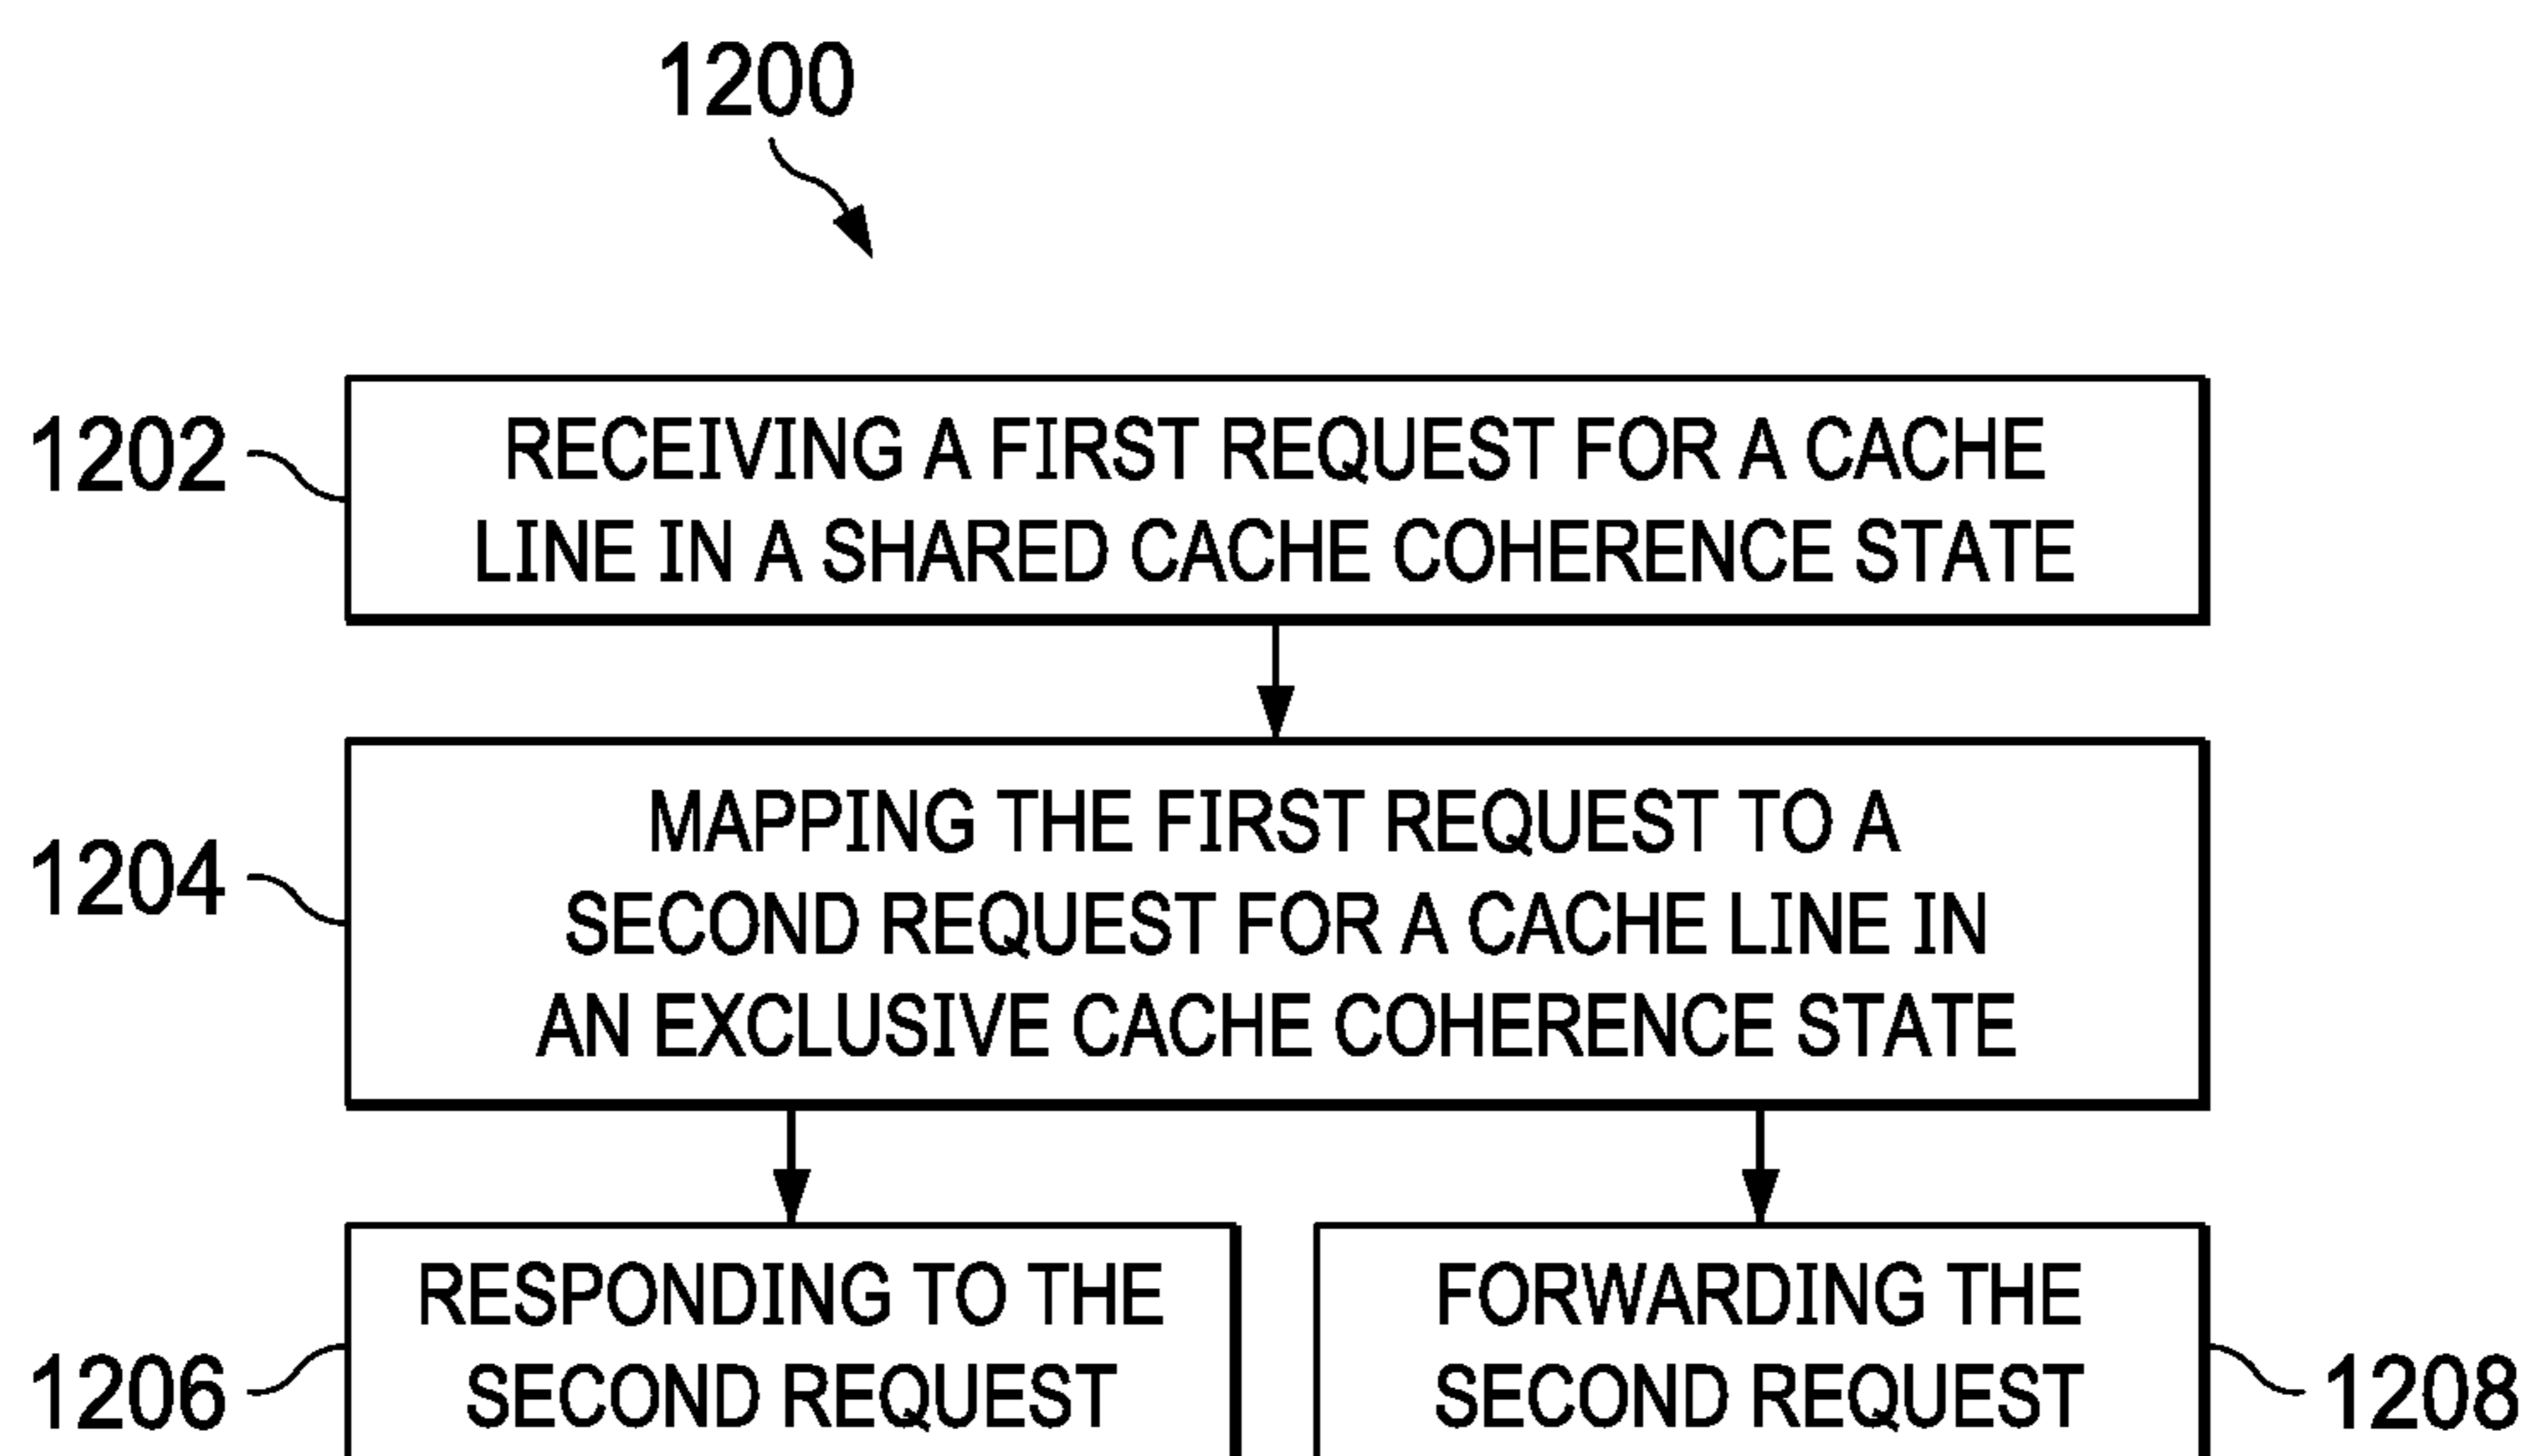 1200
1202
RECEIVING A FIRST REQUEST FOR A CACHE
LINE IN A SHARED CACHE COHERENCE STATE
1204
MAPPING THE FIRST REQUEST TO A
SECOND REQUEST FOR A CACHE LINE IN
AN EXCLUSIVE CACHE COHERENCE STATE
1206
RESPONDING TO THE
SECOND REQUEST
FORWARDING THE
SECOND REQUEST
1208